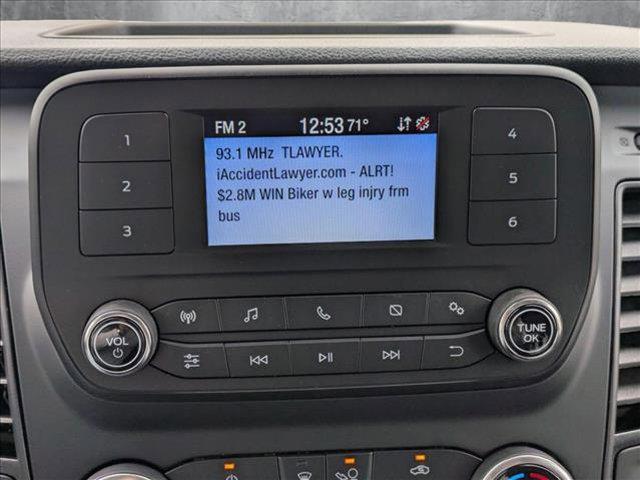 FM 2 12:53 71°
93.1 MHz TLAWYER.
iAccidentLawyer.com - ALRT!
$2.8M WIN Biker w leg injry frm
bus
1
2
3
4
5
6
VOL
TUNE
OK